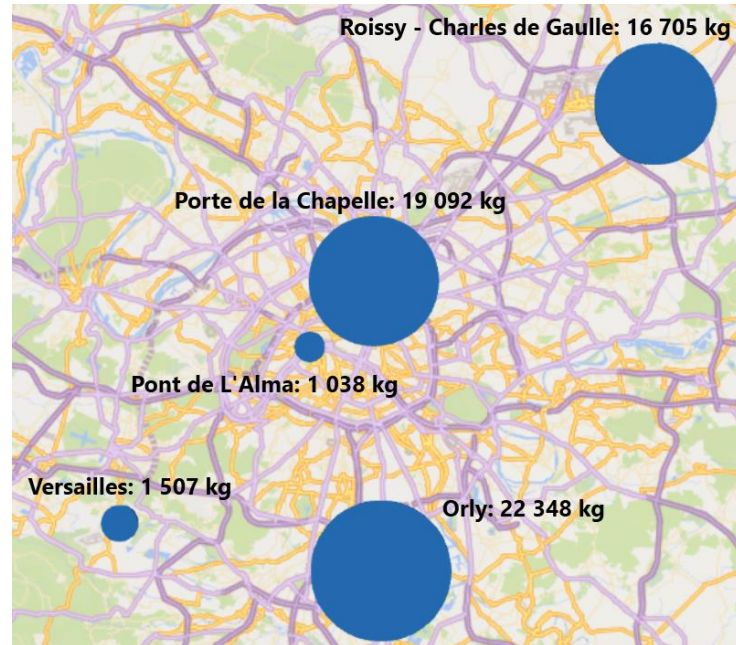 Roissy - Charles de Gaulle: 16 705 kg
Porte de la Chapelle: 19 092 kg
Pont de L'Alma: 1 038 kg
Versailles: 1 507 kg
Orly: 22 348 kg